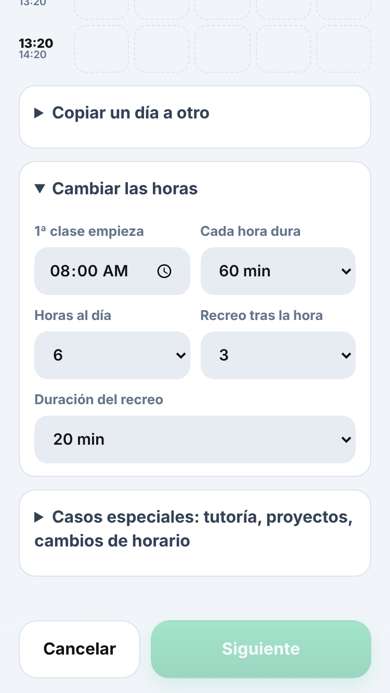 13:20
13:20
14:20
Copiar un día a otro
Cambiar las horas
1ª clase empieza
Cada hora dura
08:00 AM
60 min
Horas al día
Recreo tras la hora
6
3
Duración del recreo
20 min
Casos especiales: tutoría, proyectos,
cambios de horario
Cancelar
Siguiente